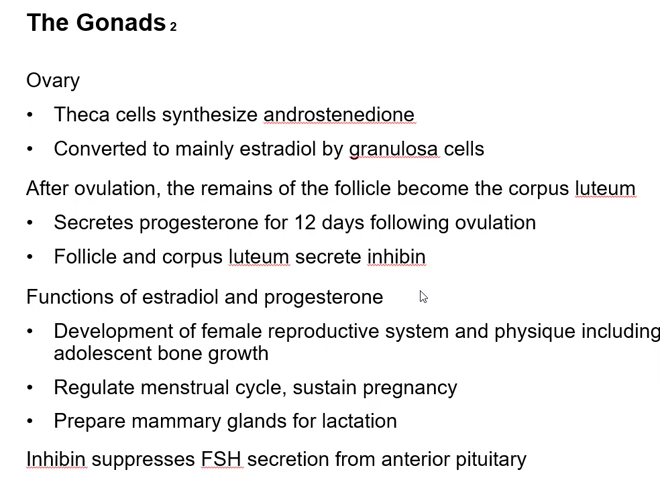 The Gonads 2
Ovary
• Theca cells synthesize androstenedione
• Converted to mainly estradiol by granulosa cells
After ovulation, the remains of the follicle become the corpus luteum
• Secretes progesterone for 12 days following ovulation
• Follicle and corpus luteum secrete inhibin
Functions of estradiol and progesterone
• Development of female reproductive system and physique including
adolescent bone growth
• Regulate menstrual cycle, sustain pregnancy
• Prepare mammary glands for lactation
Inhibin suppresses FSH secretion from anterior pituitary